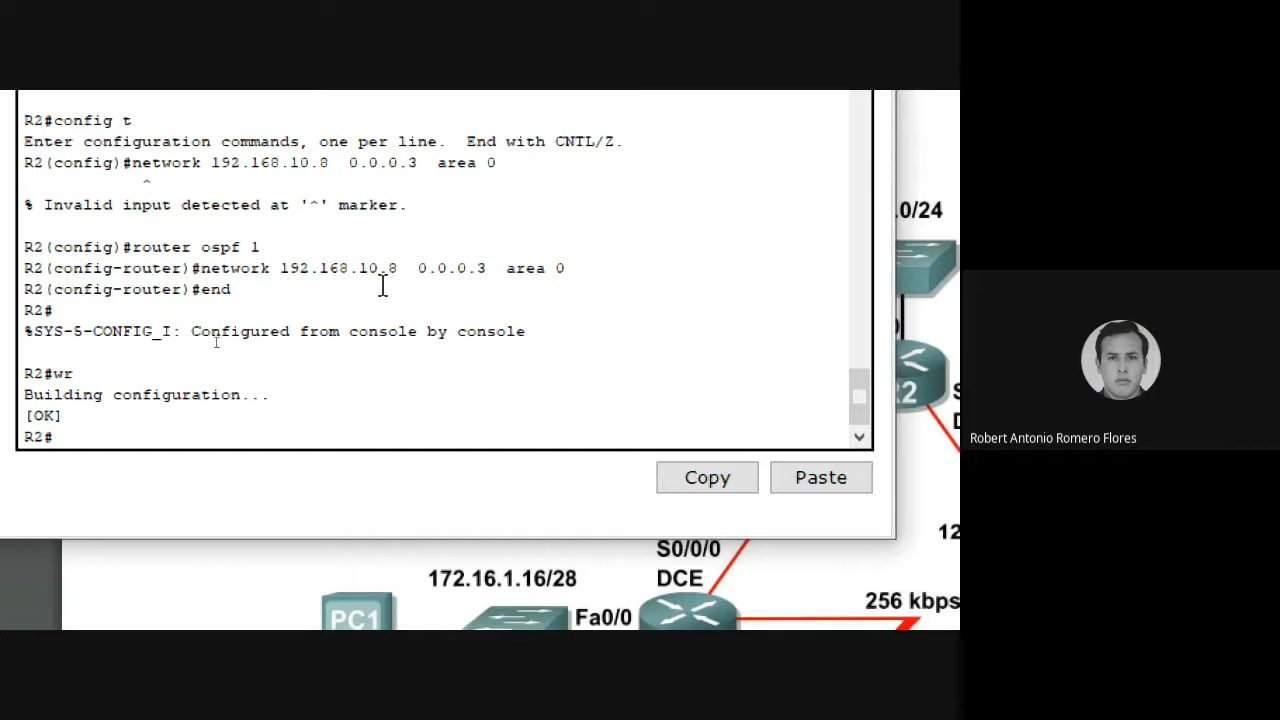 R2#config t
Enter configuration commands, one per line.  End with CNTL/Z.
R2(config)#network 192.168.10.8  0.0.0.3  area 0
^
% Invalid input detected at '^' marker.
R2(config)#router ospf 1
R2(config-router)#network 192.168.10.8  0.0.0.3  area 0
R2(config-router)#end
R2#
%SYS-5-CONFIG_I: Configured from console by console
R2#wr
Building configuration...
[OK]
R2#
Copy
Paste
.0/24
R2
S0/0/0
DCE
172.16.1.16/28
PC1
Fa0/0
12
256 kbps
Robert Antonio Romero Flores